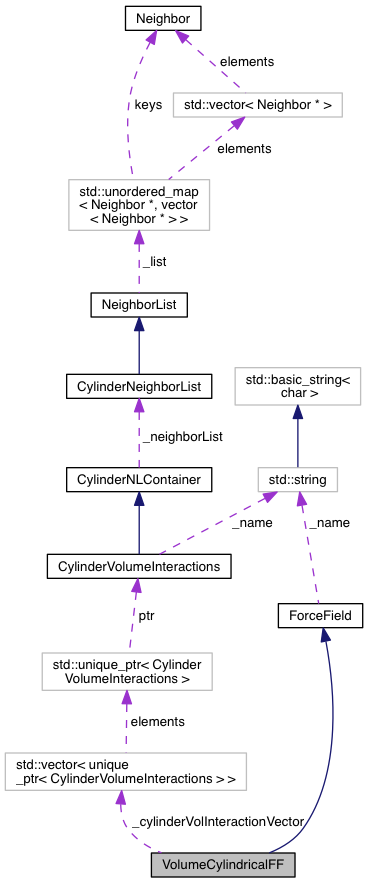 Neighbor
elements
keys
std::vector< Neighbor * >
elements
std::unordered_map
< Neighbor *, vector
< Neighbor * > >
_list
NeighborList
std::basic_string<
char >
CylinderNeighborList
_neighborList
CylinderNLContainer
std::string
_name
_name
CylinderVolumeInteractions
ptr
ForceField
std::unique_ptr< Cylinder
VolumeInteractions >
elements
std::vector< unique
_ptr< CylinderVolumeInteractions > >
_cylinderVolInteractionVector
VolumeCylindricalFF